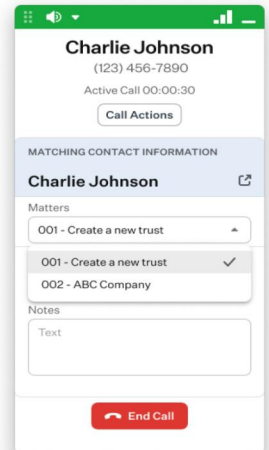 Charlie Johnson
(123) 456-7890
Active Call 00:00:30
Call Actions
MATCHING CONTACT INFORMATION
Charlie Johnson
Matters
001 - Create a new trust
001 - Create a new trust
002 - ABC Company
Notes
Text
End Call